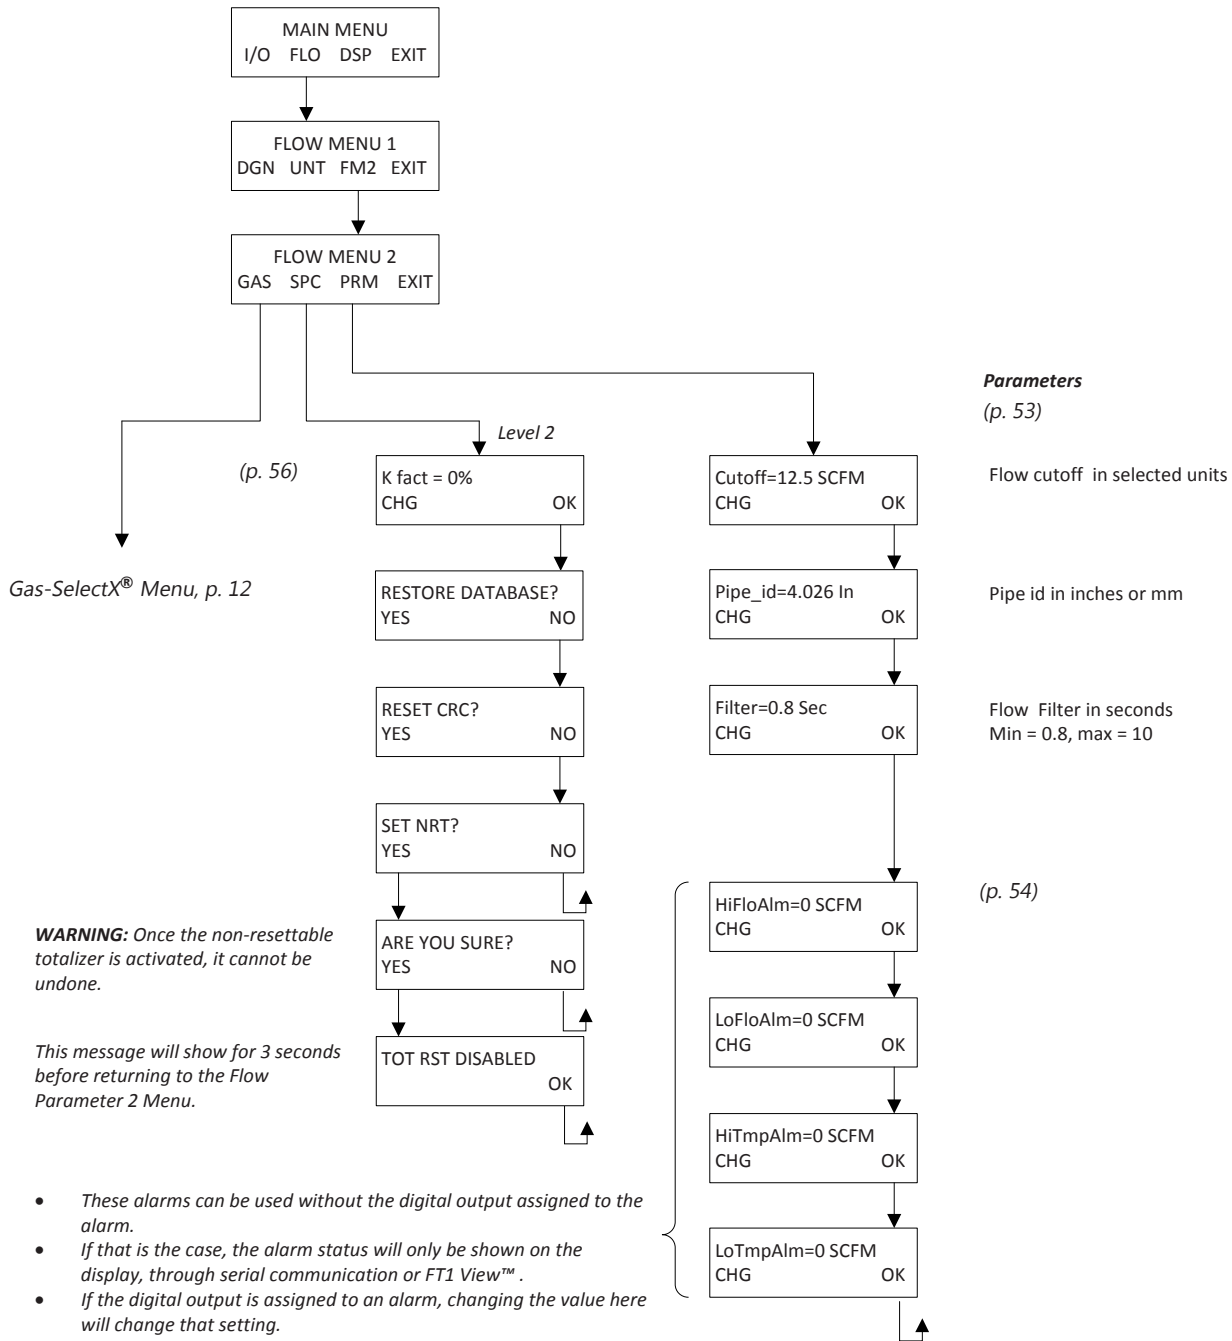 MAIN MENU
I/O FLO DSP EXIT
FLOW MENU 1
DGN UNT FM2 EXIT
FLOW MENU 2
GAS SPC PRM EXIT
Parameters
(p. 53)
Level 2
(p. 56)
Gas-SelectX® Menu, p. 12
K fact = 0%
CHG OK
RESTORE DATABASE?
YES NO
RESET CRC?
YES NO
SET NRT?
YES NO
WARNING: Once the non-resettable
totalizer is activated, it cannot be
undone.
ARE YOU SURE?
YES NO
This message will show for 3 seconds
before returning to the Flow
Parameter 2 Menu.
TOT RST DISABLED
OK
Cutoff=12.5 SCFM
CHG OK
Flow cutoff in selected units
Pipe_id=4.026 In
CHG OK
Pipe id in inches or mm
Filter=0.8 Sec
CHG OK
Flow Filter in seconds
Min = 0.8, max = 10
(p. 54)
HiFloAlm=0 SCFM
CHG OK
LoFloAlm=0 SCFM
CHG OK
HiTmpAlm=0 SCFM
CHG OK
LoTmpAlm=0 SCFM
CHG OK
• These alarms can be used without the digital output assigned to the
alarm.
• If that is the case, the alarm status will only be shown on the
display, through serial communication or FT1 View™ .
• If the digital output is assigned to an alarm, changing the value here
will change that setting.